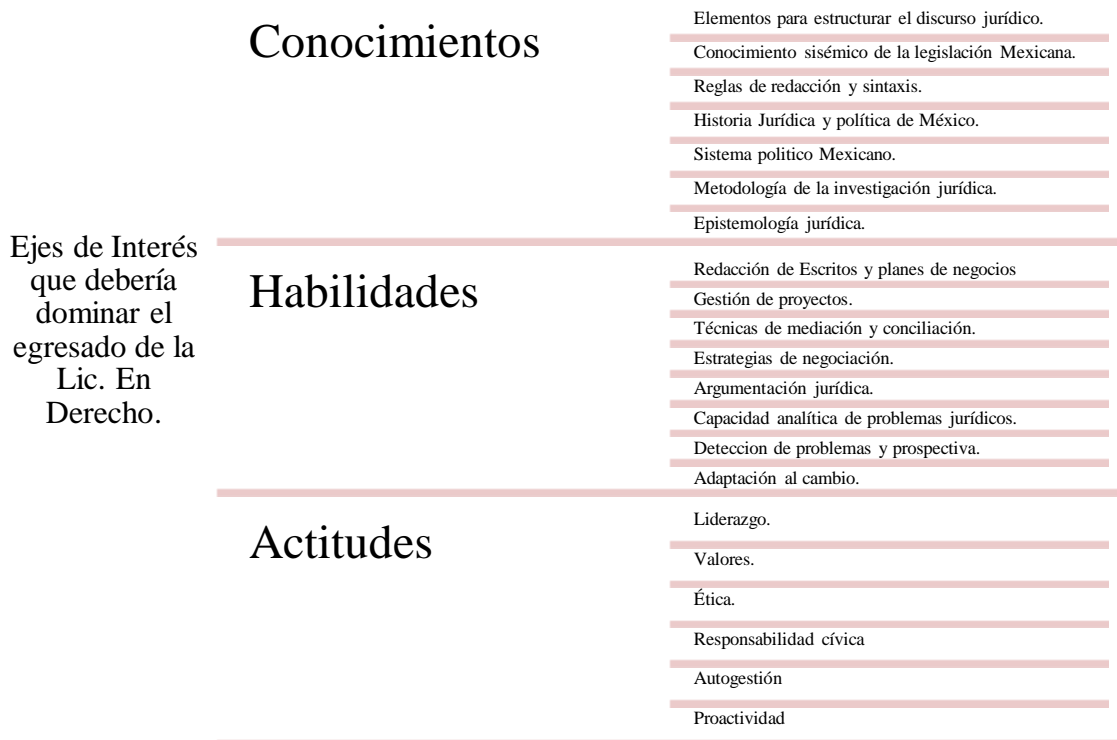 Ejes de Interés
que debería
dominar el
egresado de la
Lic. En
Derecho.
Conocimientos
Elementos para estructurar el discurso jurídico.
Conocimiento sisémico de la legislación Mexicana.
Reglas de redacción y sintaxis.
Historia Jurídica y política de México.
Sistema politico Mexicano.
Metodología de la investigación jurídica.
Epistemología jurídica.
Habilidades
Redacción de Escritos y planes de negocios
Gestión de proyectos.
Técnicas de mediación y conciliación.
Estrategias de negociación.
Argumentación jurídica.
Capacidad analítica de problemas jurídicos.
Deteccion de problemas y prospectiva.
Adaptación al cambio.
Actitudes
Liderazgo.
Valores.
Ética.
Responsabilidad cívica
Autogestión
Proactividad